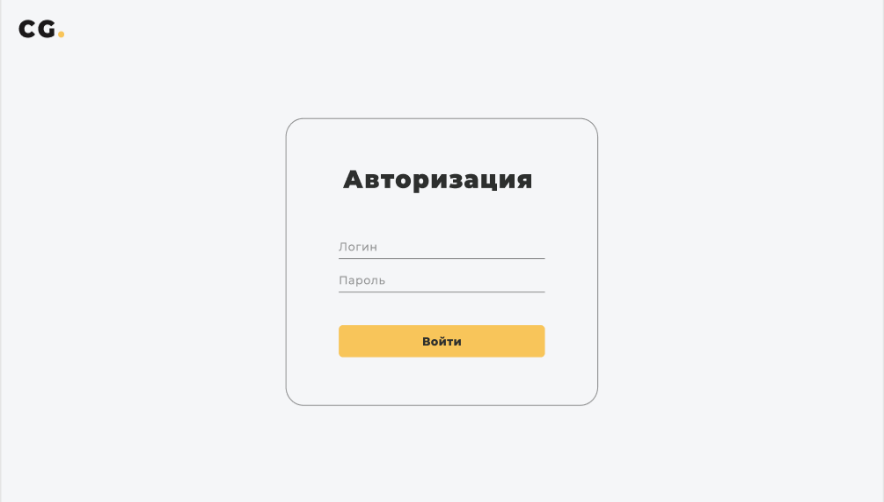 CG.
Авторизация
Логин
Пароль
Войти